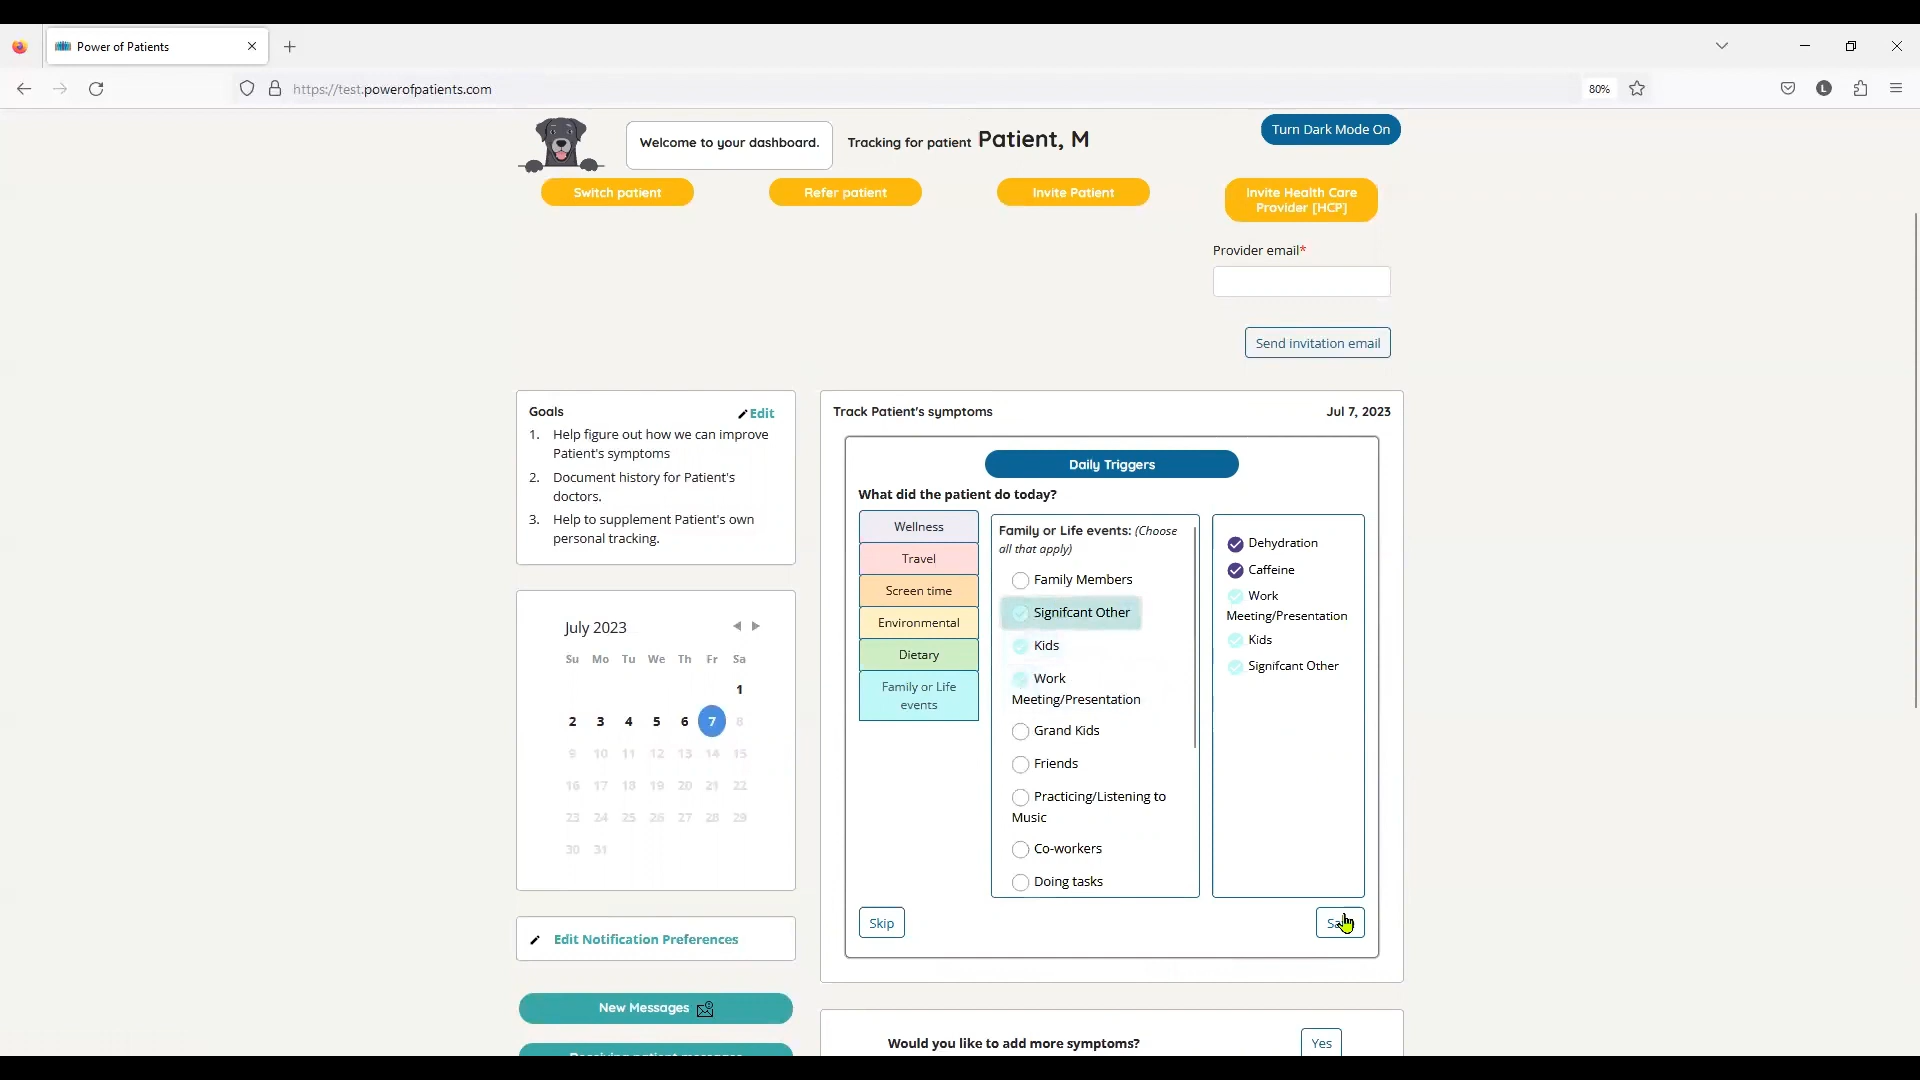 Power of Patients
https://test.powerofpatients.com
80%
L
Welcome to your dashboard.
Tracking for patient Patient, M
Turn Dark Mode On
Switch patient
Refer patient
Invite Patient
Invite Health Care
Provider [HCP]
Provider email*
Send invitation email
Goals
Edit
1. Help figure out how we can improve
Patient's symptoms
2. Document history for Patient's
doctors.
3. Help to supplement Patient's own
personal tracking.
July 2023
Su Mo Tu We Th Fr Sa
1
2 3 4 5 6 7 8
9 10 11 12 13 14 15
16 17 18 19 20 21 22
23 24 25 26 27 28 29
30 31
Edit Notification Preferences
New Messages
Track Patient's symptoms
Jul 7, 2023
Daily Triggers
What did the patient do today?
Wellness
Travel
Screen time
Environmental
Dietary
Family or Life
events
Family or Life events: (Choose
all that apply)
Family Members
Signifcant Other
Kids
Work
Meeting/Presentation
Grand Kids
Friends
Practicing/Listening to
Music
Co-workers
Doing tasks
Dehydration
Caffeine
Work
Meeting/Presentation
Kids
Signifcant Other
Skip
Would you like to add more symptoms?
Yes